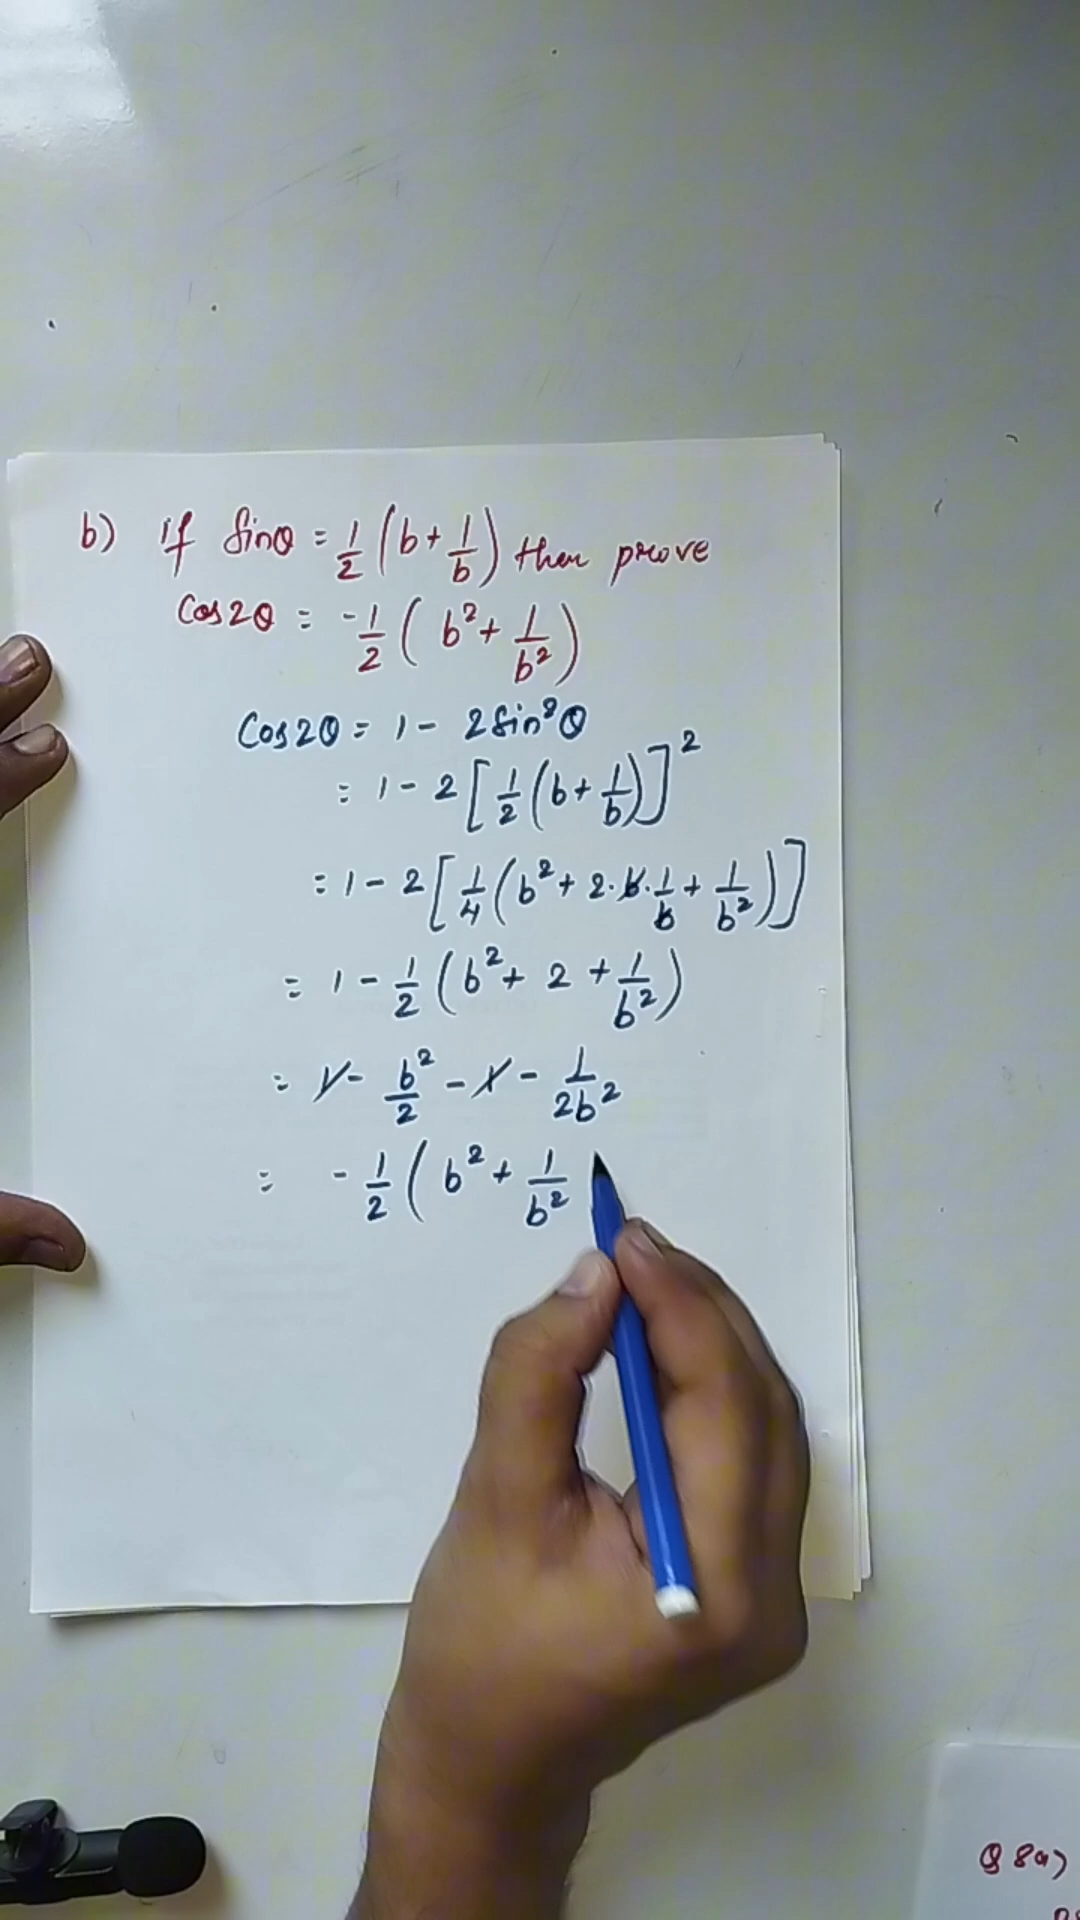 b) If Sinθ = 1/2 (b + 1/b) then prove
Cos2θ = -1/2 ( b² + 1/b² )
Cos2θ = 1 - 2Sin²θ
= 1 - 2 [ 1/2 (b + 1/b) ]²
= 1 - 2 [ 1/4 ( b² + 2 · b · 1/b + 1/b² ) ]
= 1 - 1/2 ( b² + 2 + 1/b² )
= 1 - b²/2 - 1 - 1/2b²
= - 1/2 ( b² + 1/b²
Q 8a)